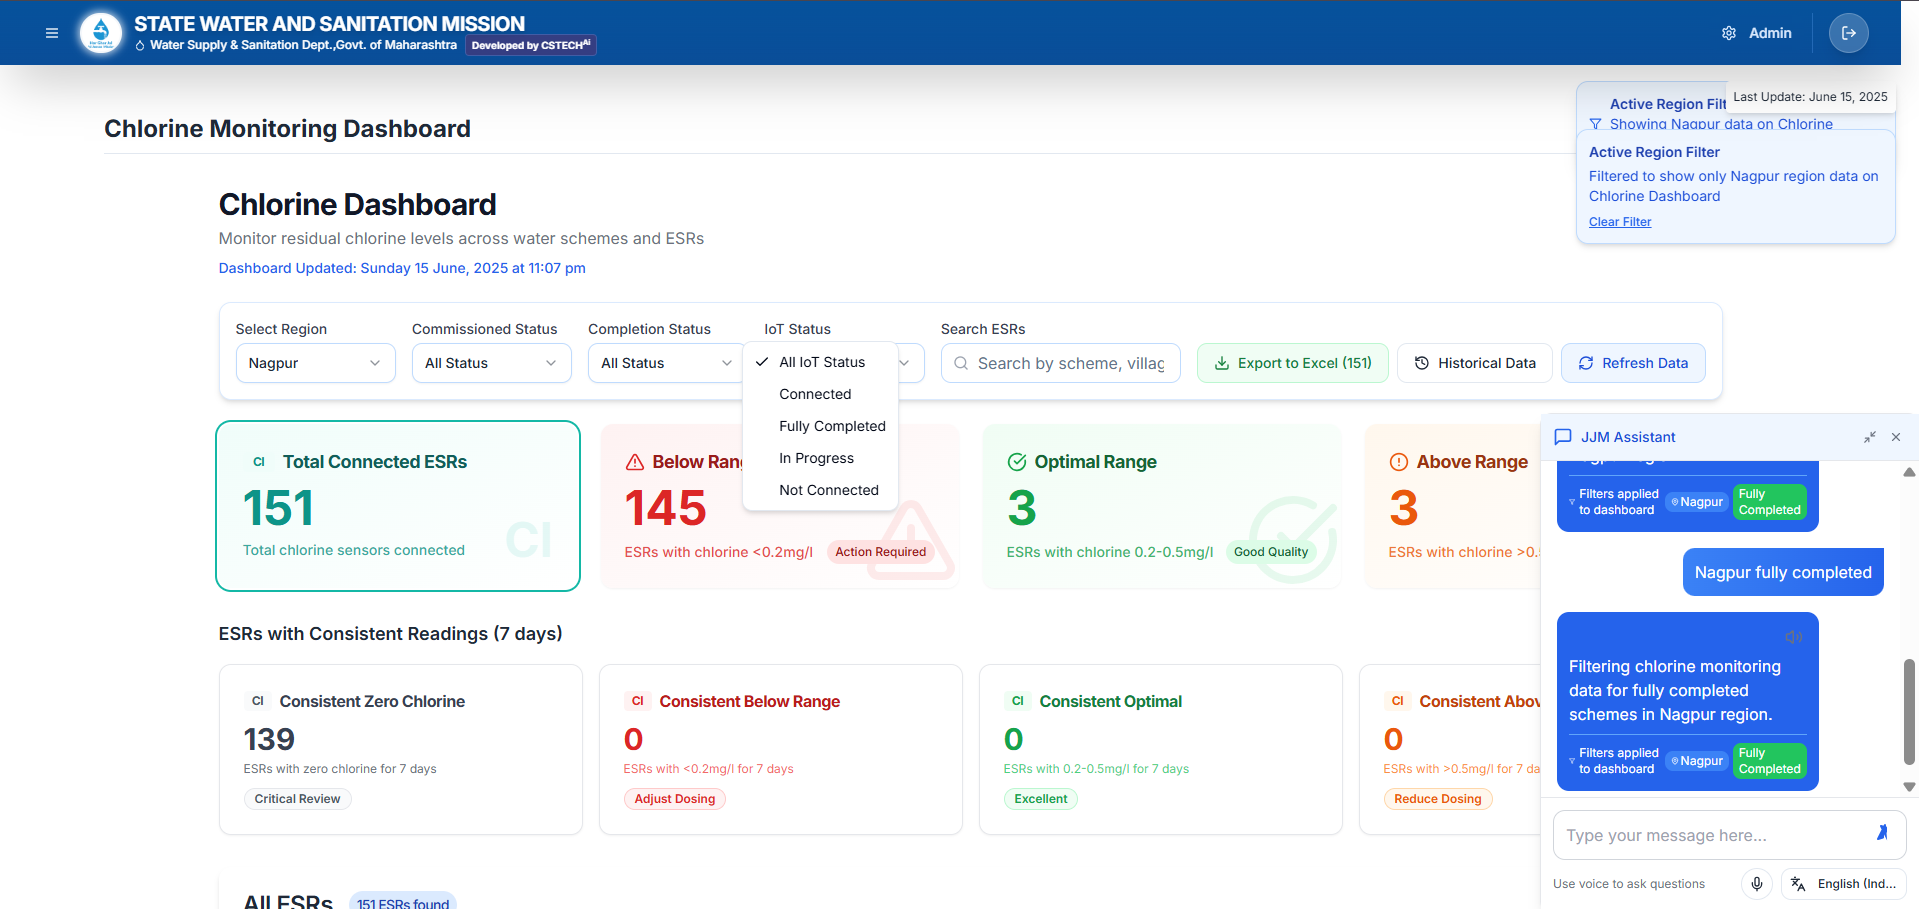 STATE WATER AND SANITATION MISSION
Water Supply & Sanitation Dept.,Govt. of Maharashtra
Developed by CSTECHAi
Admin
Last Update: June 15, 2025
Active Region Filt
Showing Nagpur data on Chlorine
Active Region Filter
Filtered to show only Nagpur region data on
Chlorine Dashboard
Clear Filter
Chlorine Monitoring Dashboard
Chlorine Dashboard
Monitor residual chlorine levels across water schemes and ESRs
Dashboard Updated: Sunday 15 June, 2025 at 11:07 pm
Select Region
Nagpur
Commissioned Status
All Status
Completion Status
All Status
IoT Status
All IoT Status
Connected
Fully Completed
In Progress
Not Connected
Search ESRs
Search by scheme, villag
Export to Excel (151)
Historical Data
Refresh Data
Cl Total Connected ESRs
151
Total chlorine sensors connected
Cl
Below Rang
145
ESRs with chlorine <0.2mg/l
Action Required
Optimal Range
3
ESRs with chlorine 0.2-0.5mg/l
Good Quality
Above Range
3
ESRs with chlorine >0.5
ESRs with Consistent Readings (7 days)
Cl Consistent Zero Chlorine
139
ESRs with zero chlorine for 7 days
Critical Review
Cl Consistent Below Range
0
ESRs with <0.2mg/l for 7 days
Adjust Dosing
Cl Consistent Optimal
0
ESRs with 0.2-0.5mg/l for 7 days
Excellent
Cl Consistent Abov
0
ESRs with >0.5mg/l for 7 da
Reduce Dosing
All ESRs
151 ESRs found
JJM Assistant
Filters applied
to dashboard
Nagpur
Fully
Completed
Nagpur fully completed
Filtering chlorine monitoring
data for fully completed
schemes in Nagpur region.
Filters applied
to dashboard
Nagpur
Fully
Completed
Type your message here...
Use voice to ask questions
English (Ind...